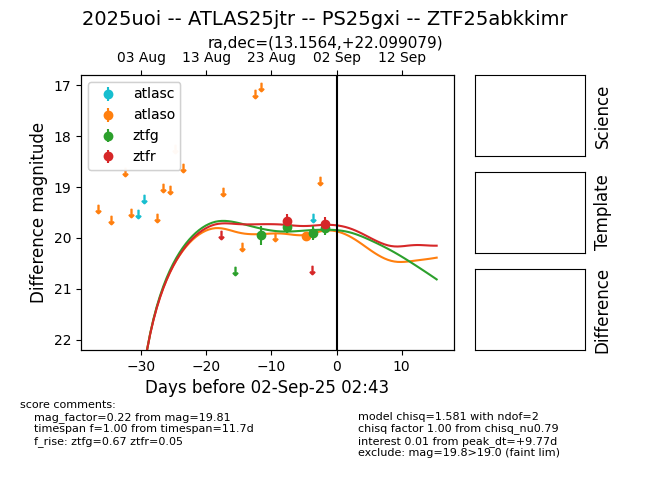 2025uoi -- ATLAS25jtr -- PS25gxi -- ZTF25abkkimr
ra,dec=(13.1564,+22.099079)
03 Aug 13 Aug 23 Aug 02 Sep 12 Sep
atlasc
atlaso
ztfg
ztfr
17
18
19
20
21
22
Difference magnitude
−30 −20 −10 0 10
Days before 02-Sep-25 02:43
Science
Template
Difference
score comments:
mag_factor=0.22 from mag=19.81
timespan f=1.00 from timespan=11.7d
f_rise: ztfg=0.67 ztfr=0.05
model chisq=1.581 with ndof=2
chisq factor 1.00 from chisq_nu0.79
interest 0.01 from peak_dt=+9.77d
exclude: mag=19.8>19.0 (faint lim)